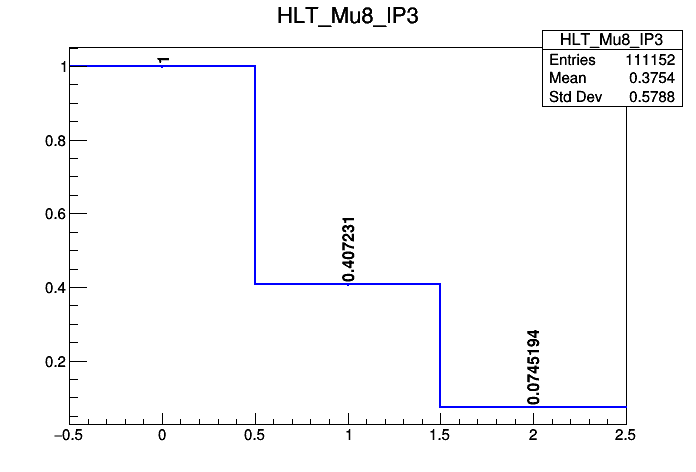 HLT_Mu8_IP3
HLT_Mu8_IP3
Entries 111152
Mean 0.3754
Std Dev 0.5788
1
0.8
0.6
0.4
0.2
1
0.407231
0.0745194
−0.5 0 0.5 1 1.5 2 2.5